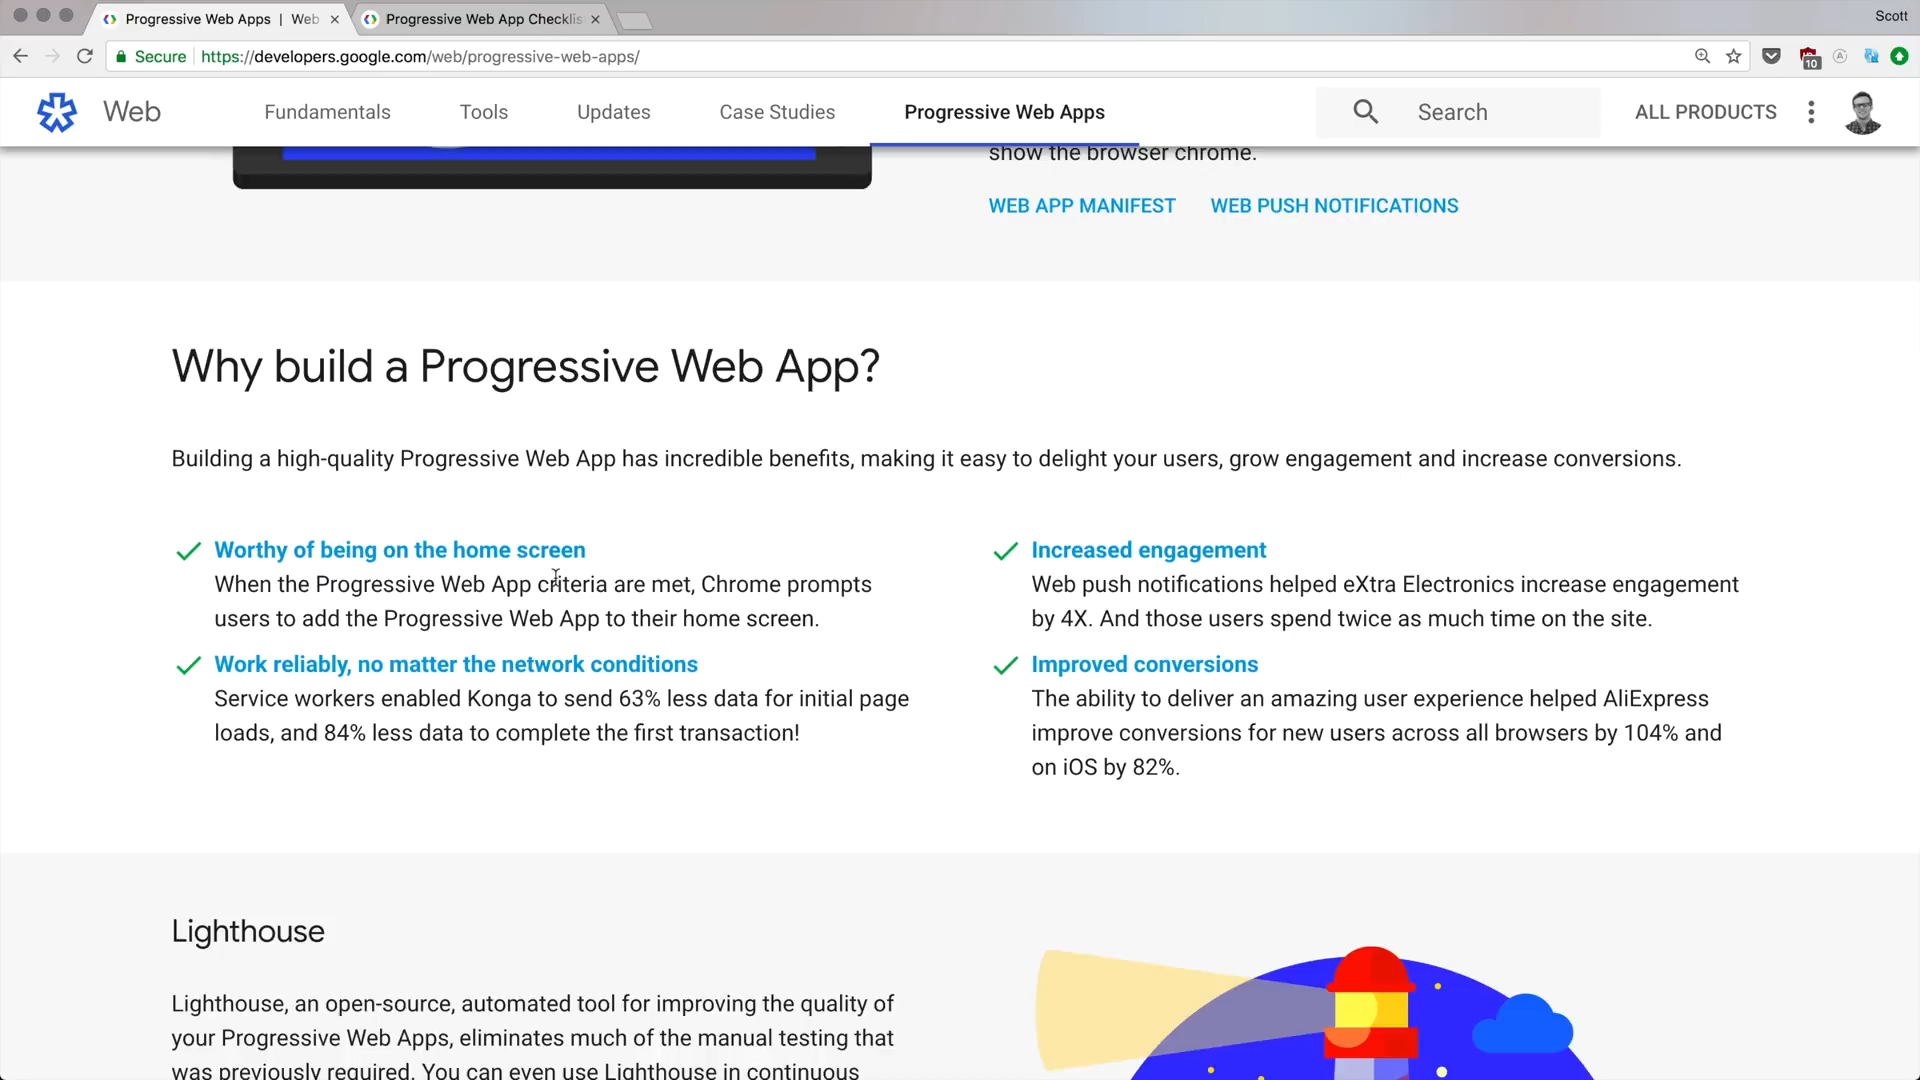 Progressive Web Apps | Web
Progressive Web App Checklis
Scott
Secure https://developers.google.com/web/progressive-web-apps/
10
A
Web Fundamentals Tools Updates Case Studies Progressive Web Apps Search ALL PRODUCTS
show the browser chrome.
WEB APP MANIFEST WEB PUSH NOTIFICATIONS
Why build a Progressive Web App?
Building a high-quality Progressive Web App has incredible benefits, making it easy to delight your users, grow engagement and increase conversions.
Worthy of being on the home screen
When the Progressive Web App criteria are met, Chrome prompts
users to add the Progressive Web App to their home screen.
Increased engagement
Web push notifications helped eXtra Electronics increase engagement
by 4X. And those users spend twice as much time on the site.
Work reliably, no matter the network conditions
Service workers enabled Konga to send 63% less data for initial page
loads, and 84% less data to complete the first transaction!
Improved conversions
The ability to deliver an amazing user experience helped AliExpress
improve conversions for new users across all browsers by 104% and
on iOS by 82%.
Lighthouse
Lighthouse, an open-source, automated tool for improving the quality of
your Progressive Web Apps, eliminates much of the manual testing that
was previously required. You can even use Lighthouse in continuous